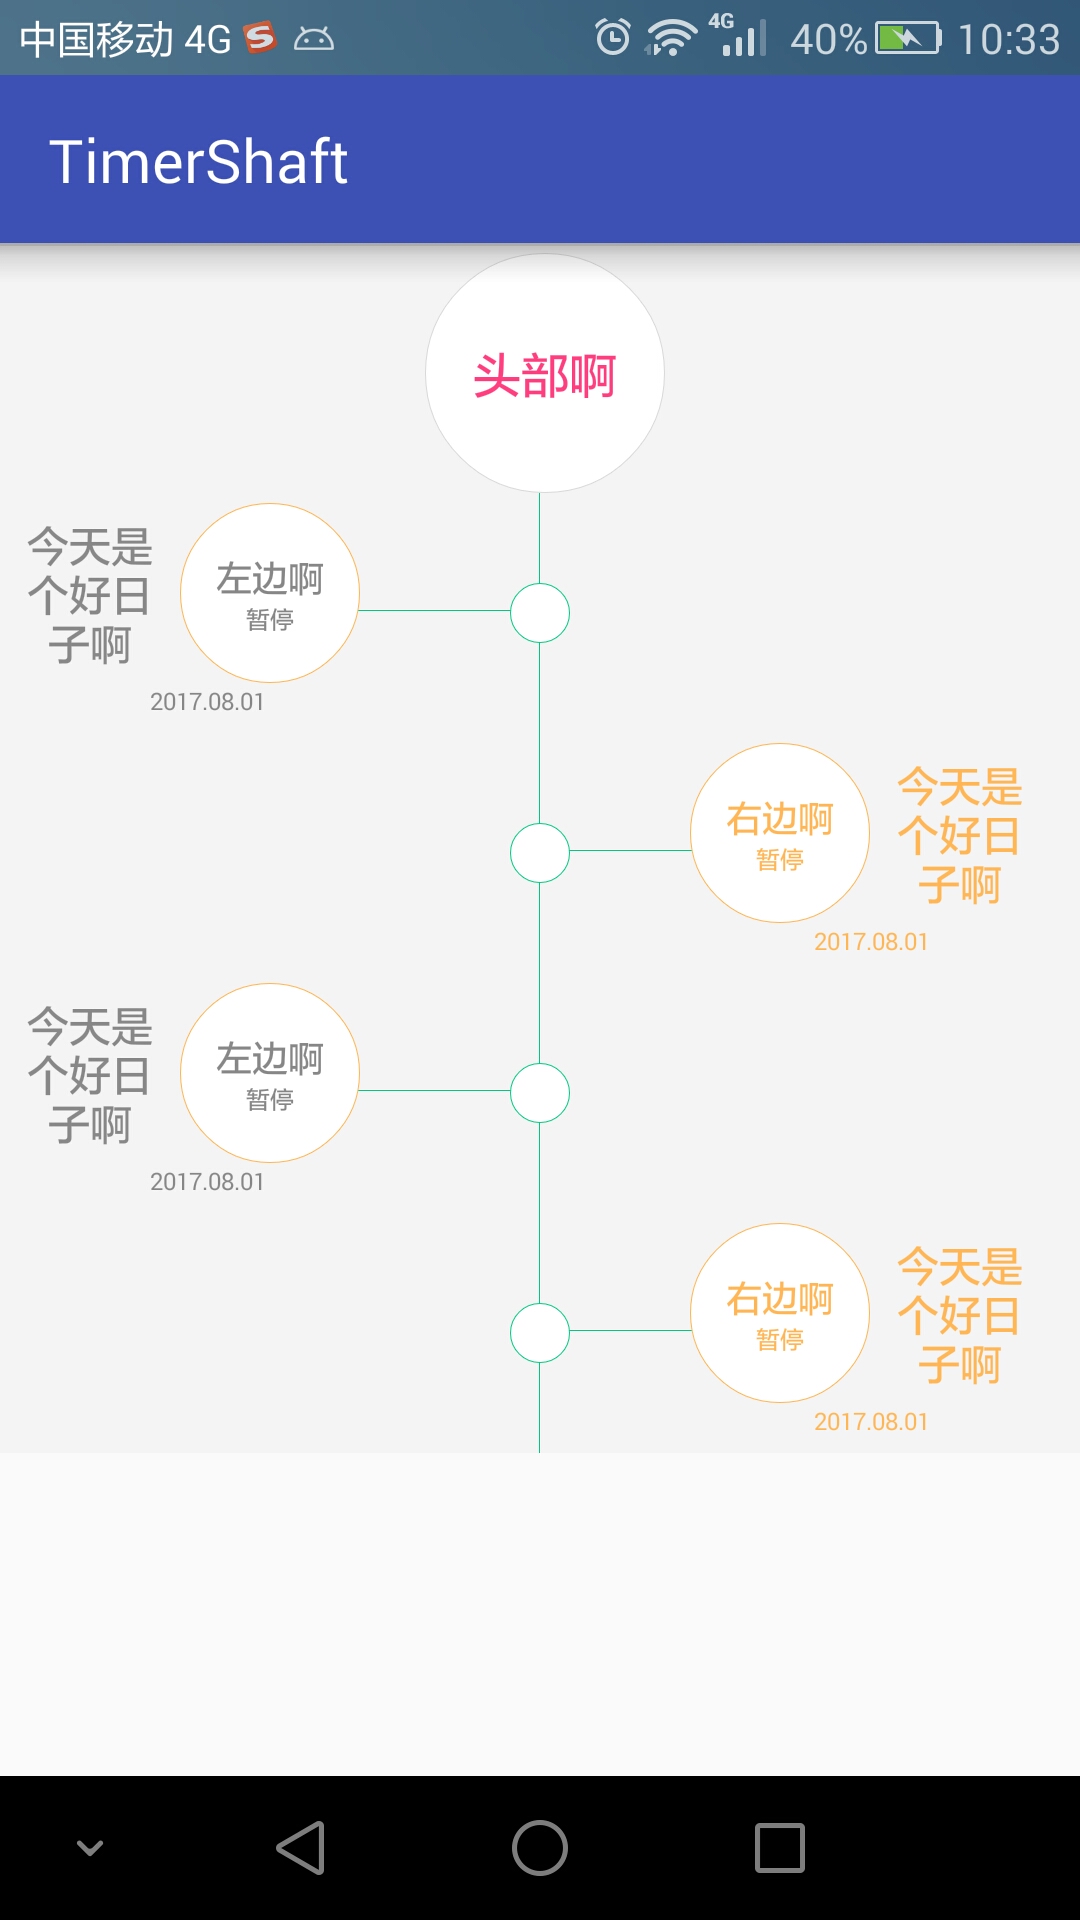 中国移动 4G
4G
40%
10:33
TimerShaft
头部啊
今天是
个好日
子啊
左边啊
暂停
2017.08.01
右边啊
暂停
今天是
个好日
子啊
2017.08.01
今天是
个好日
子啊
左边啊
暂停
2017.08.01
右边啊
暂停
今天是
个好日
子啊
2017.08.01